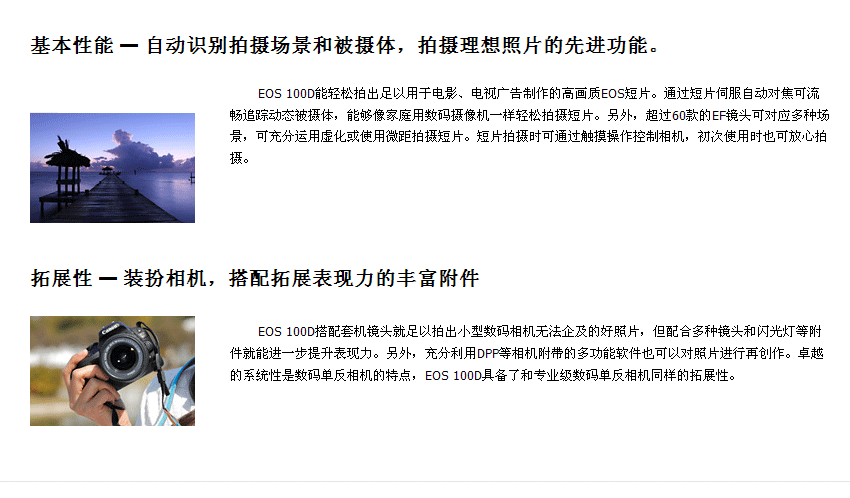 基本性能 — 自动识别拍摄场景和被摄体，拍摄理想照片的先进功能。
EOS 100D能轻松拍出足以用于电影、电视广告制作的高画质EOS短片。通过短片伺服自动对焦可流
畅追踪动态被摄体，能够像家庭用数码摄像机一样轻松拍摄短片。另外，超过60款的EF镜头可对应多种场
景，可充分运用虚化或使用微距拍摄短片。短片拍摄时可通过触摸操作控制相机，初次使用时也可放心拍
摄。
拓展性 — 装扮相机，搭配拓展表现力的丰富附件
Canon
EOS 100D搭配套机镜头就足以拍出小型数码相机无法企及的好照片，但配合多种镜头和闪光灯等附
件就能进一步提升表现力。另外，充分利用DPP等相机附带的多功能软件也可以对照片进行再创作。卓越
的系统性是数码单反相机的特点，EOS 100D具备了和专业级数码单反相机同样的拓展性。